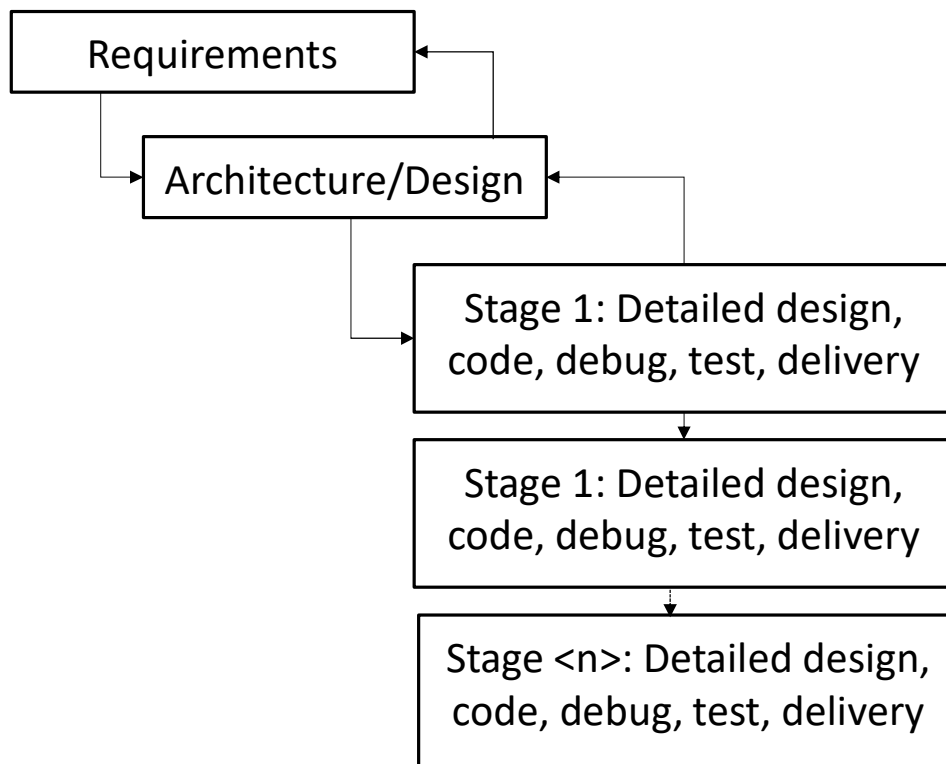 Requirements
Architecture/Design
Stage 1: Detailed design,
code, debug, test, delivery
Stage 1: Detailed design,
code, debug, test, delivery
Stage <n>: Detailed design,
code, debug, test, delivery